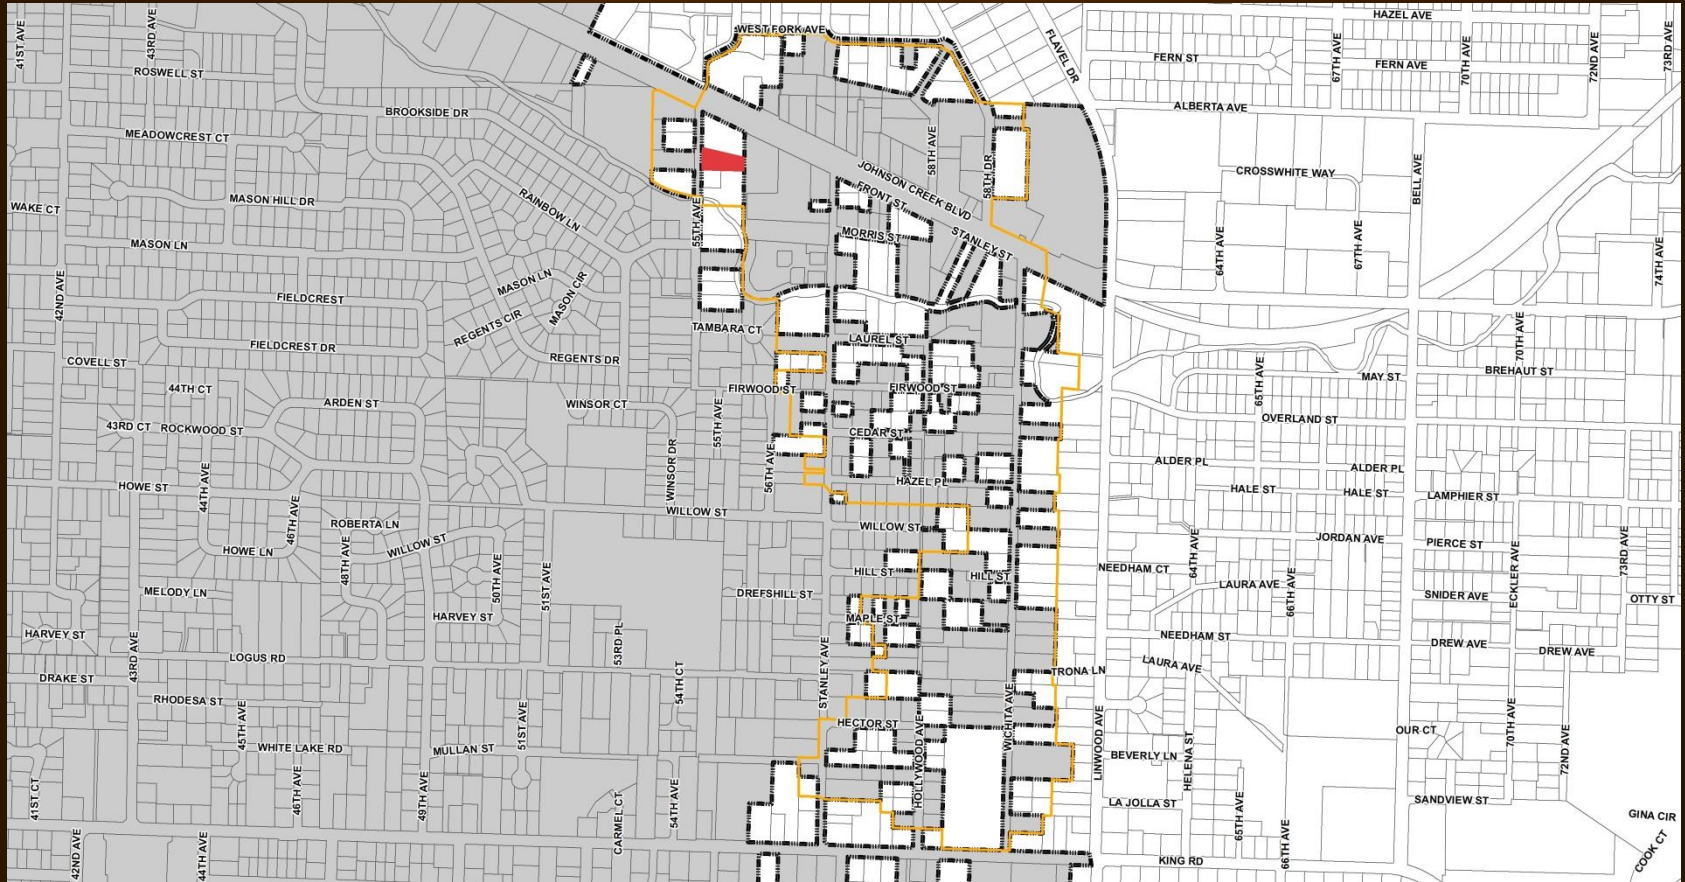 HAZEL AVE
WEST FORK AVE
FLAVEL DR
41ST AVE
43RD AVE
FERN ST
67TH AVE
FERN AVE
70TH AVE
72ND AVE
73RD AVE
ROSWELL ST
BROOKSIDE DR
ALBERTA AVE
MEADOWCREST CT
58TH AVE
58TH DR
JOHNSON CREEK BLVD
CROSSWHITE WAY
BELL AVE
MASON HILL DR
RAINBOW LN
FRONT ST
WAKE CT
55TH AVE
MORRIS ST
STANLEY ST
64TH AVE
67TH AVE
74TH AVE
MASON LN
MASON LN
MASON CIR
42ND AVE
FIELDCREST
REGENTS CIR
TAMBARA CT
LAUREL ST
FIELDCREST DR
REGENTS DR
70TH AVE
COVELL ST
44TH CT
FIRWOOD ST
FIRWOOD ST
65TH AVE
MAY ST
BREHAUT ST
ARDEN ST
WINSOR CT
55TH AVE
OVERLAND ST
43RD CT
ROCKWOOD ST
CEDAR ST
WINSOR DR
56TH AVE
ALDER PL
ALDER PL
HOWE ST
44TH AVE
HAZEL PL
HALE ST
HALE ST
LAMPHIER ST
46TH AVE
WILLOW ST
ROBERTA LN
WILLOW ST
WILLOW ST
JORDAN AVE
PIERCE ST
73RD AVE
HOWE LN
48TH AVE
50TH AVE
51ST AVE
HILL ST
HILL ST
NEEDHAM CT
64TH AVE
LAURA AVE
66TH AVE
ECKLER AVE
MELODY LN
DREFSHILL ST
SNIDER AVE
OTTY ST
HARVEY ST
MAPLE ST
HARVEY ST
53RD PL
NEEDHAM ST
DREW AVE
DREW AVE
43RD AVE
LOGUS RD
STANLEY AVE
TRONA LN
LAURA AVE
DRAKE ST
54TH CT
RHODESA ST
45TH AVE
51ST AVE
HECTOR ST
HOLLYWOOD AVE
WICHITA AVE
LINWOOD AVE
HELENA ST
OUR CT
70TH AVE
72ND AVE
WHITE LAKE RD
MULLAN ST
BEVERLY LN
41ST CT
46TH AVE
49TH AVE
CARMEL CT
54TH AVE
LA JOLLA ST
65TH AVE
SANDVIEW ST
GINA CIR
42ND AVE
44TH AVE
66TH AVE
KING RD
COOK CT